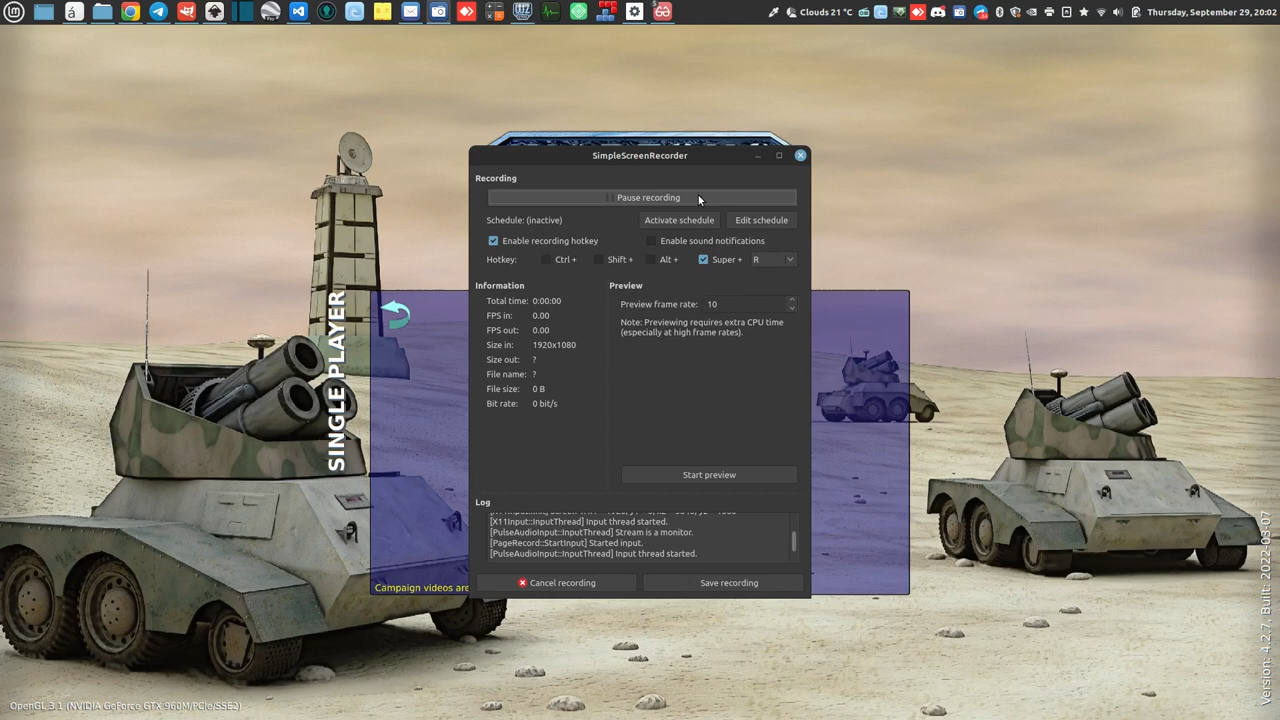 Clouds 21 °C
Thursday, September 29, 20:02
SimpleScreenRecorder
Recording
Pause recording
Schedule: (inactive)
Activate schedule
Edit schedule
Enable recording hotkey
Enable sound notifications
Hotkey:
Ctrl +
Shift +
Alt +
Super +
R
Information
Total time: 0:00:00
FPS in: 0.00
FPS out: 0.00
Size in: 1920x1080
Size out: ?
File name: ?
File size: 0 B
Bit rate: 0 bit/s
Preview
Preview frame rate: 10
Note: Previewing requires extra CPU time
(especially at high frame rates).
Start preview
Log
[X11Input::InputThread] Input thread started.
[PulseAudioInput::InputThread] Stream is a monitor.
[PageRecord::StartInput] Started input.
[PulseAudioInput::InputThread] Input thread started.
Cancel recording
Save recording
SINGLE PLAYER
Campaign videos are
OpenGL 3.1 (NVIDIA GeForce GTX 960M/PCIe/SSE2)
Version: 4.2.7, Built: 2022-03-07